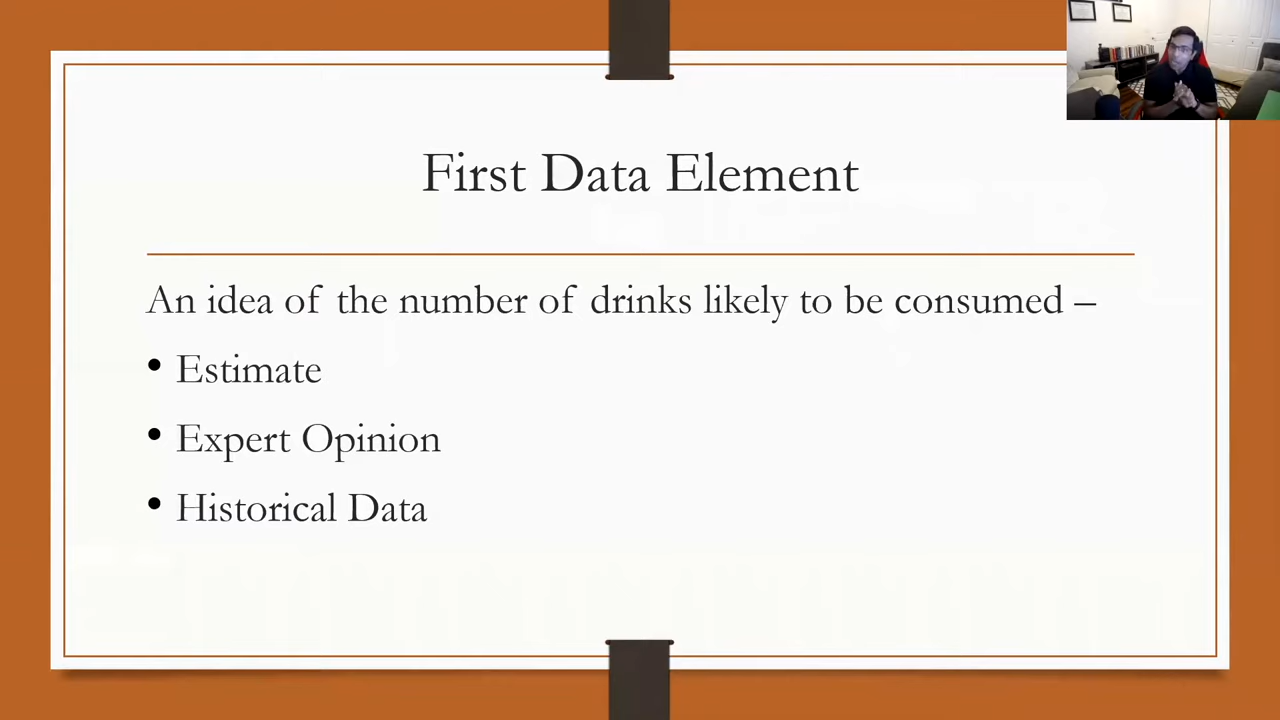 First Data Element
An idea of the number of drinks likely to be consumed –
• Estimate
• Expert Opinion
• Historical Data